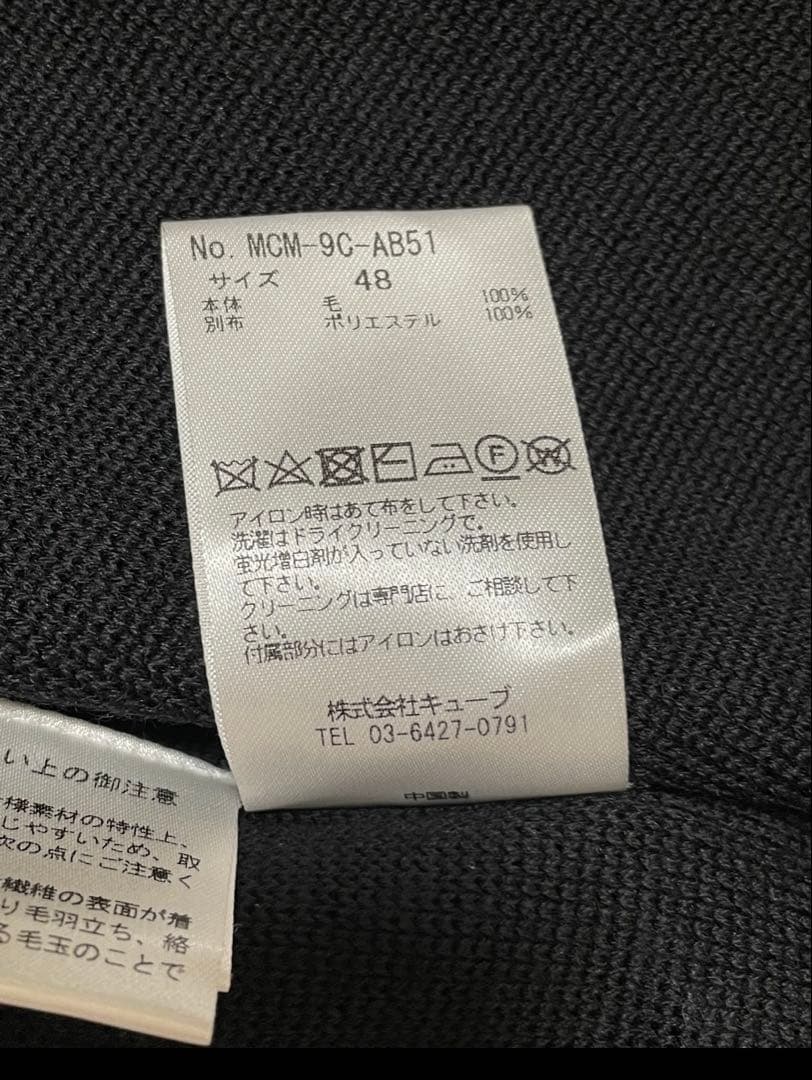 No. MCM-9C-AB51
サイズ 48
本体 毛 100%
別布 ポリエステル 100%
F
W
アイロン時はあて布をして下さい。
洗濯はドライクリーニングで。
蛍光増白剤が入っていない洗剤を使用し
て下さい。
クリーニングは専門店に、ご相談して下
さい。
付属部分にはアイロンはおさけ下さい。
株式会社キューブ
TEL 03-6427-0791
中国製
い上の御注意
様素材の特性上、
じやすいため、取
次の点にご注意く
繊維の表面が着
り毛羽立ち、絡
る毛玉のことで